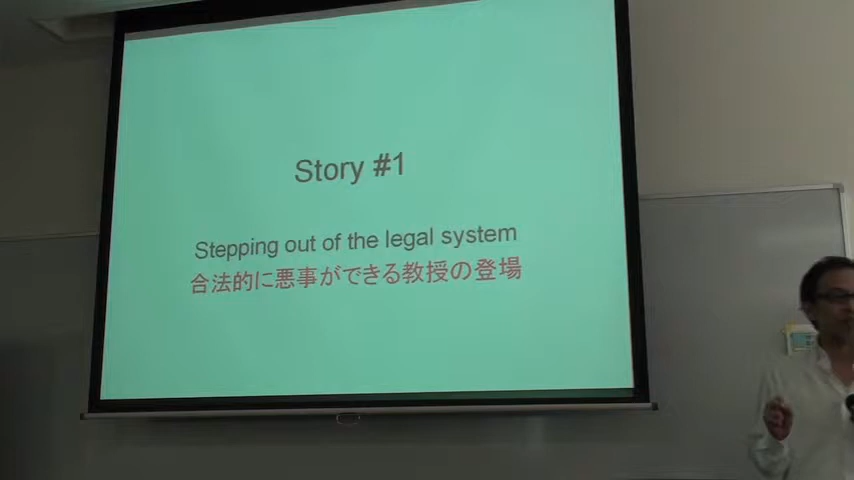 Story #1
Stepping out of the legal system
合法的に悪事ができる教授の登場